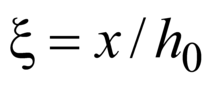 ξ = x / h₀